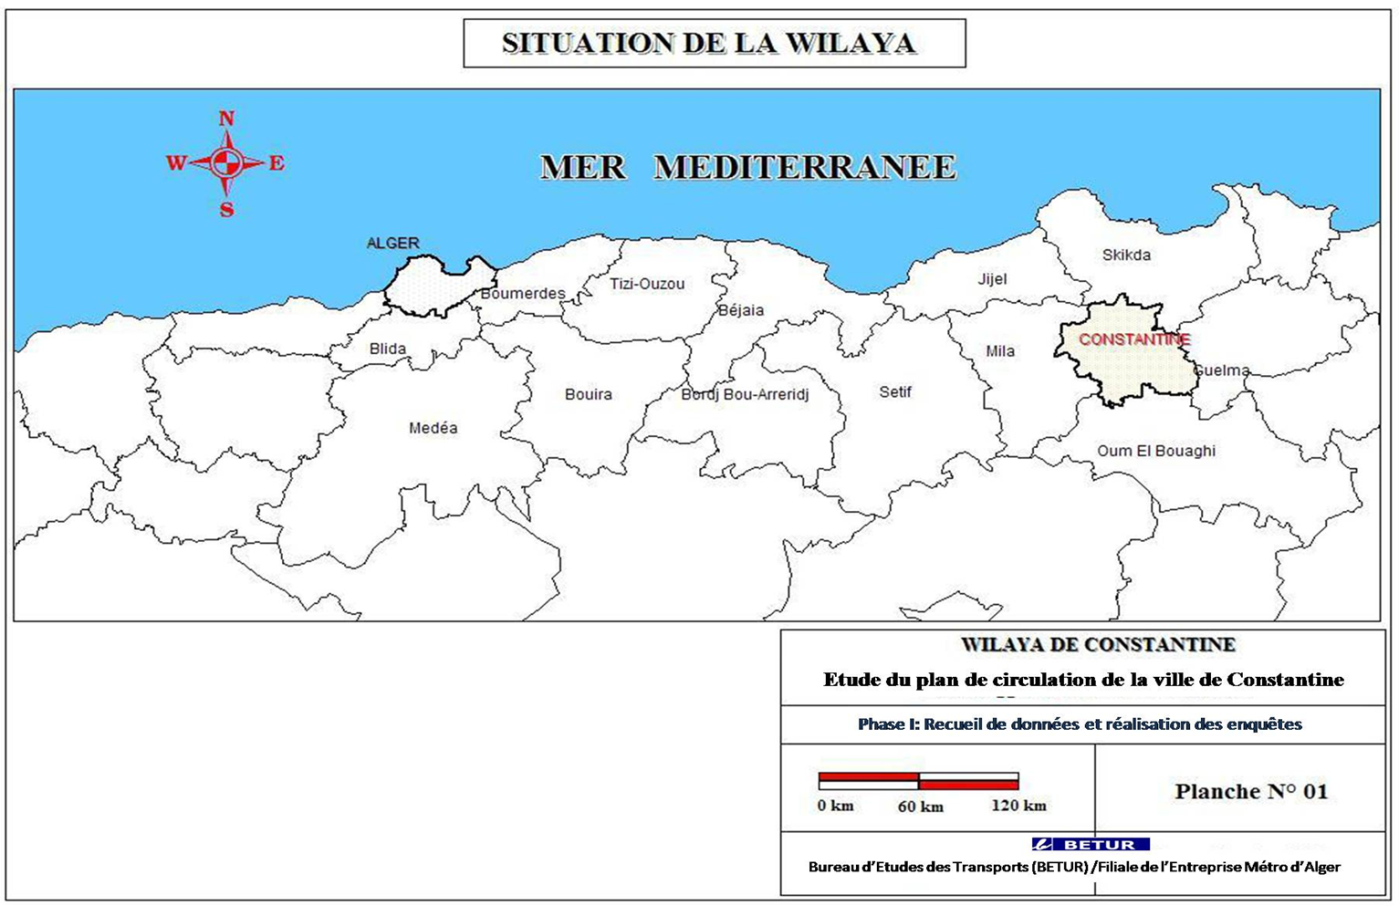 SITUATION DE LA WILAYA
N
W E
S
MER MEDITERRANEE
ALGER
Boumerdes
Tizi-Ouzou
Béjaia
Jijel
Skikda
Blida
Mila
CONSTANTINE
Guelma
Bouira
Bordj Bou-Arreridj
Setif
Medéa
Oum El Bouaghi
WILAYA DE CONSTANTINE
Etude du plan de circulation de la ville de Constantine
Phase I: Recueil de données et réalisation des enquêtes
0 km 60 km 120 km
Planche N° 01
BETUR
Bureau d'Etudes des Transports (BETUR) /Filiale de l'Entreprise Métro d'Alger